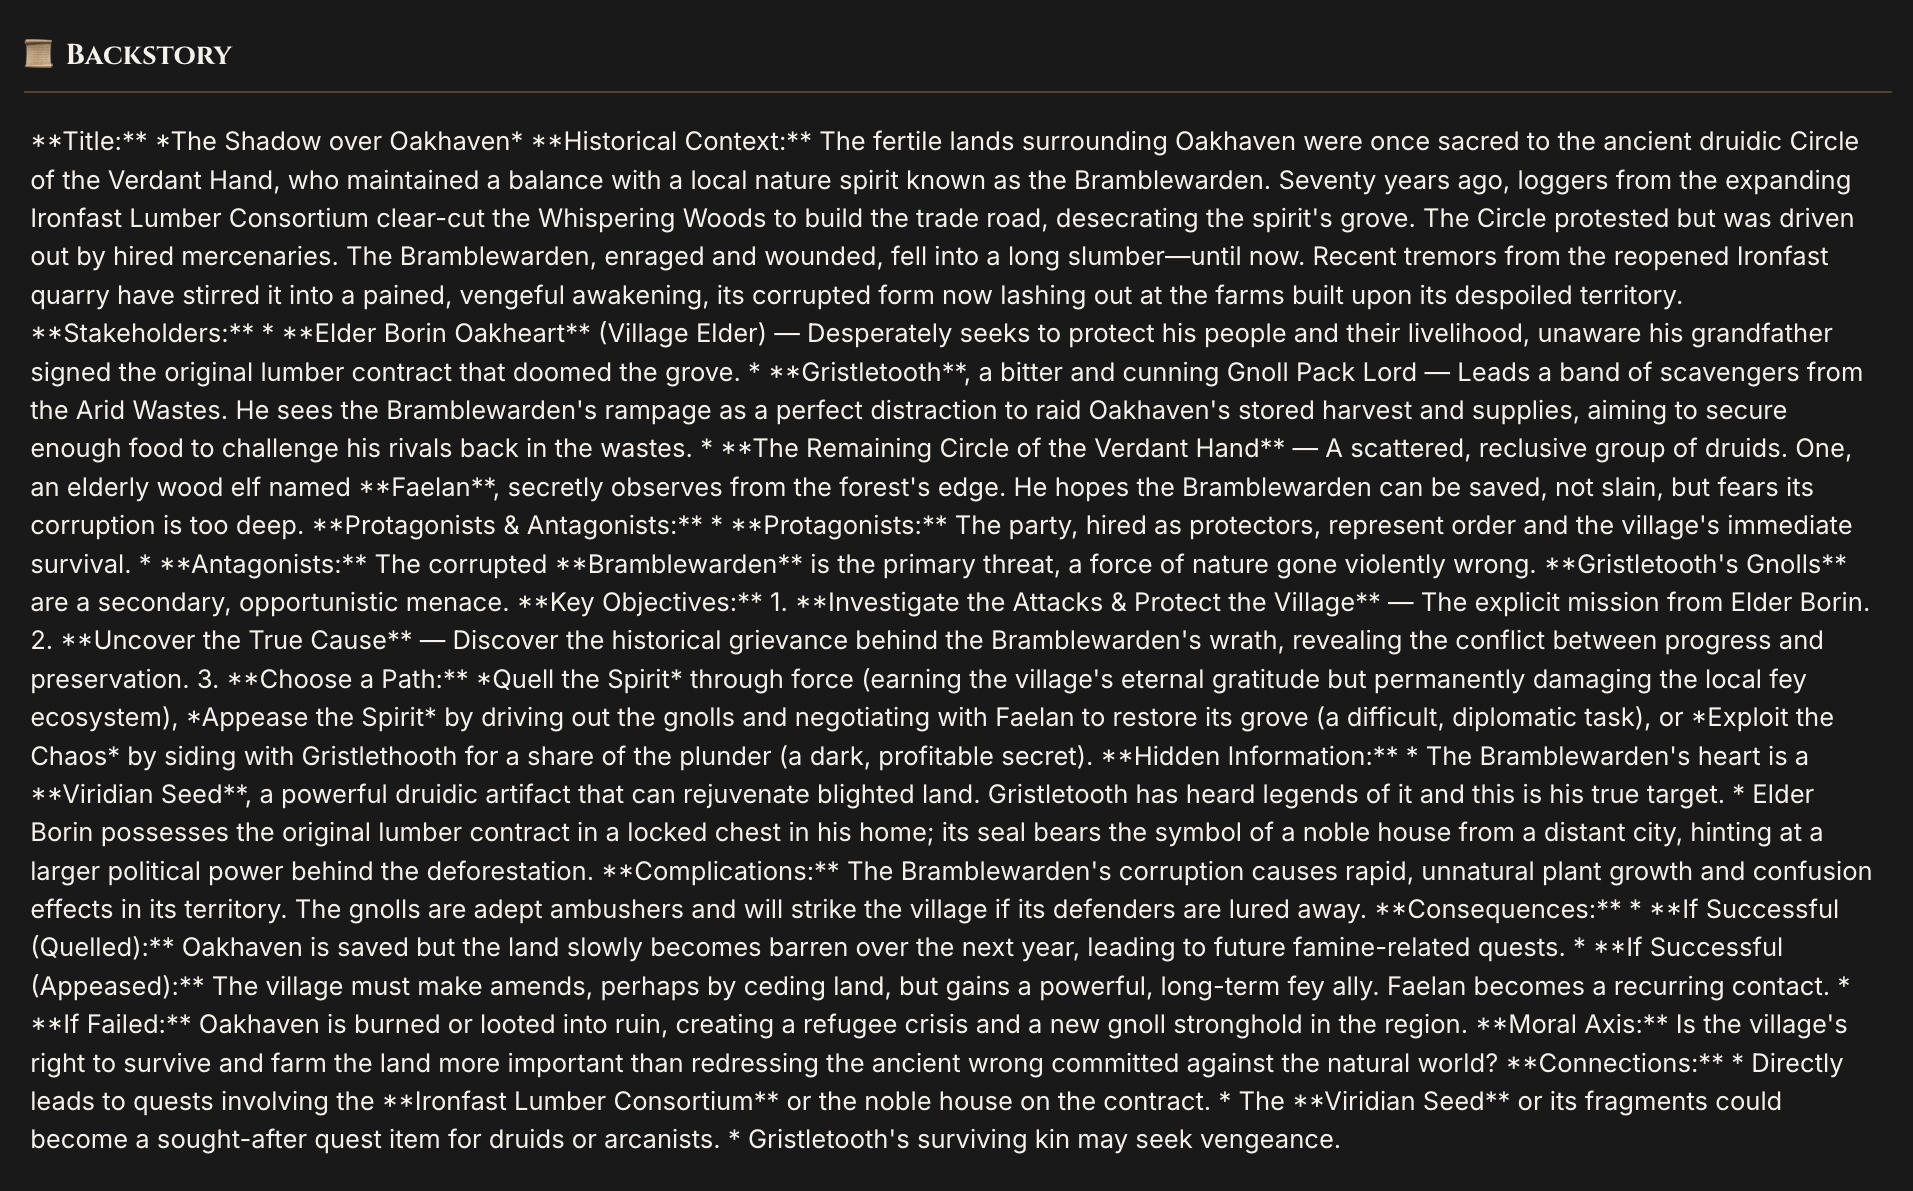 Backstory
**Title:** *The Shadow over Oakhaven* **Historical Context:** The fertile lands surrounding Oakhaven were once sacred to the ancient druidic Circle
of the Verdant Hand, who maintained a balance with a local nature spirit known as the Bramblewarden. Seventy years ago, loggers from the expanding
Ironfast Lumber Consortium clear-cut the Whispering Woods to build the trade road, desecrating the spirit's grove. The Circle protested but was driven
out by hired mercenaries. The Bramblewarden, enraged and wounded, fell into a long slumber—until now. Recent tremors from the reopened Ironfast
quarry have stirred it into a pained, vengeful awakening, its corrupted form now lashing out at the farms built upon its despoiled territory.
**Stakeholders:** * **Elder Borin Oakheart** (Village Elder) — Desperately seeks to protect his people and their livelihood, unaware his grandfather
signed the original lumber contract that doomed the grove. * **Gristletooth**, a bitter and cunning Gnoll Pack Lord — Leads a band of scavengers from
the Arid Wastes. He sees the Bramblewarden's rampage as a perfect distraction to raid Oakhaven's stored harvest and supplies, aiming to secure
enough food to challenge his rivals back in the wastes. * **The Remaining Circle of the Verdant Hand** — A scattered, reclusive group of druids. One,
an elderly wood elf named **Faelan**, secretly observes from the forest's edge. He hopes the Bramblewarden can be saved, not slain, but fears its
corruption is too deep. **Protagonists & Antagonists:** * **Protagonists:** The party, hired as protectors, represent order and the village's immediate
survival. * **Antagonists:** The corrupted **Bramblewarden** is the primary threat, a force of nature gone violently wrong. **Gristletooth's Gnolls**
are a secondary, opportunistic menace. **Key Objectives:** 1. **Investigate the Attacks & Protect the Village** — The explicit mission from Elder Borin.
2. **Uncover the True Cause** — Discover the historical grievance behind the Bramblewarden's wrath, revealing the conflict between progress and
preservation. 3. **Choose a Path:** *Quell the Spirit* through force (earning the village's eternal gratitude but permanently damaging the local fey
ecosystem), *Appease the Spirit* by driving out the gnolls and negotiating with Faelan to restore its grove (a difficult, diplomatic task), or *Exploit the
Chaos* by siding with Gristlethooth for a share of the plunder (a dark, profitable secret). **Hidden Information:** * The Bramblewarden's heart is a
**Viridian Seed**, a powerful druidic artifact that can rejuvenate blighted land. Gristletooth has heard legends of it and this is his true target. * Elder
Borin possesses the original lumber contract in a locked chest in his home; its seal bears the symbol of a noble house from a distant city, hinting at a
larger political power behind the deforestation. **Complications:** The Bramblewarden's corruption causes rapid, unnatural plant growth and confusion
effects in its territory. The gnolls are adept ambushers and will strike the village if its defenders are lured away. **Consequences:** * **If Successful
(Quelled):** Oakhaven is saved but the land slowly becomes barren over the next year, leading to future famine-related quests. * **If Successful
(Appeased):** The village must make amends, perhaps by ceding land, but gains a powerful, long-term fey ally. Faelan becomes a recurring contact. *
**If Failed:** Oakhaven is burned or looted into ruin, creating a refugee crisis and a new gnoll stronghold in the region. **Moral Axis:** Is the village's
right to survive and farm the land more important than redressing the ancient wrong committed against the natural world? **Connections:** * Directly
leads to quests involving the **Ironfast Lumber Consortium** or the noble house on the contract. * The **Viridian Seed** or its fragments could
become a sought-after quest item for druids or arcanists. * Gristletooth's surviving kin may seek vengeance.